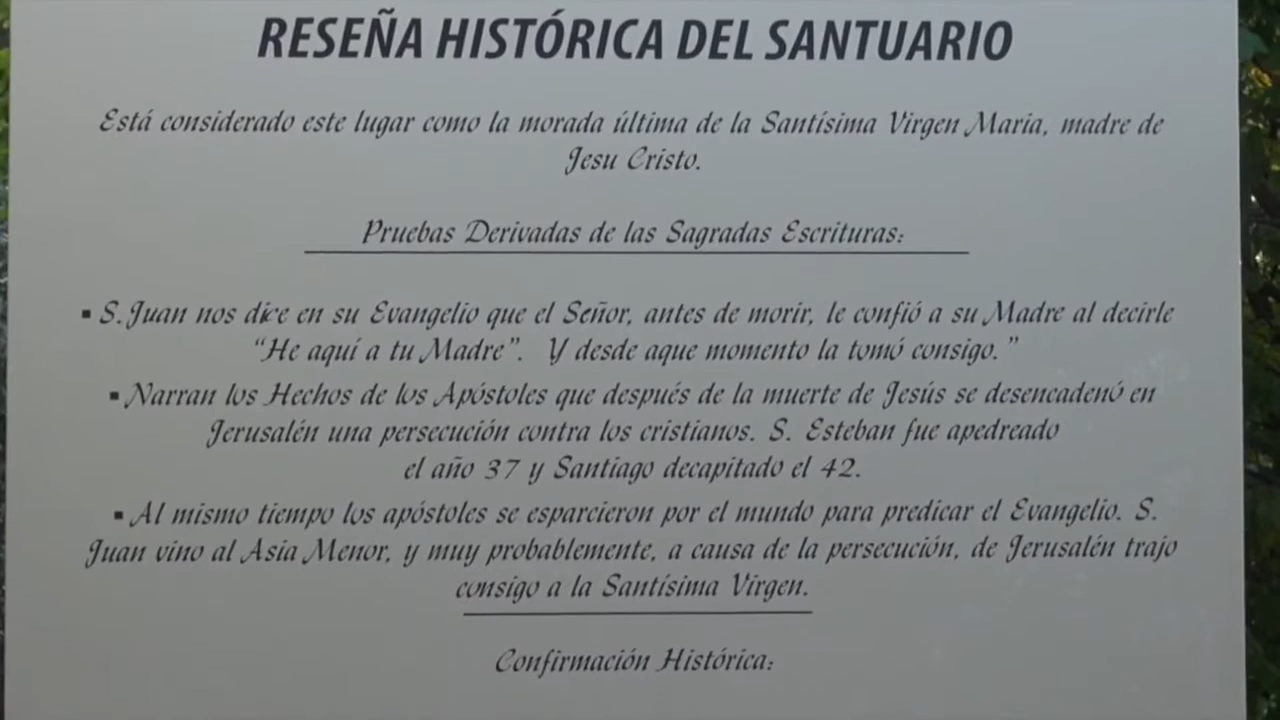 RESEÑA HISTÓRICA DEL SANTUARIO
Está considerado este lugar como la morada última de la Santísima Virgen Maria, madre de
Jesu Cristo.
Pruebas Derivadas de las Sagradas Escrituras:
▪ S.Juan nos dice en su Evangelio que el Señor, antes de morir, le confió a su Madre al decirle
“He aquí a tu Madre”. Y desde aque momento la tomó consigo.”
▪ Narran los Hechos de los Apóstoles que después de la muerte de Jesús se desencadenó en
Jerusalén una persecución contra los cristianos. S. Esteban fue apedreado
el año 37 y Santiago decapitado el 42.
▪ Al mismo tiempo los apóstoles se esparcieron por el mundo para predicar el Evangelio. S.
Juan vino al Asia Menor, y muy probablemente, a causa de la persecución, de Jerusalén trajo
consigo a la Santísima Virgen.
Confirmación Histórica: